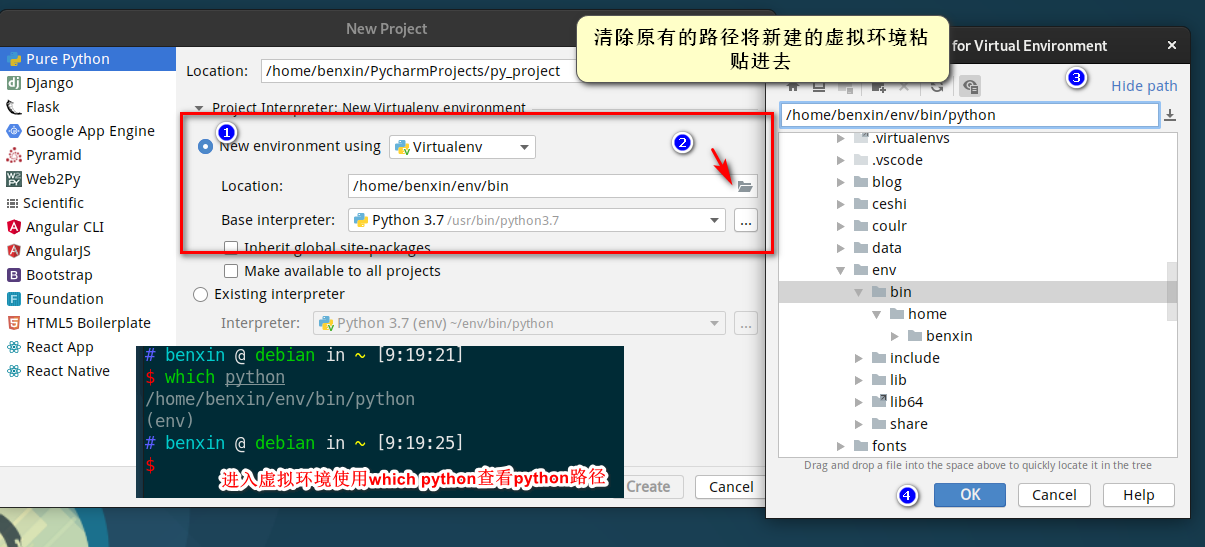 New Project
清除原有的路径将新建的虚拟环境粘
贴进去
for Virtual Environment
Pure Python
Django
Flask
Google App Engine
Pyramid
Web2Py
Scientific
Angular CLI
AngularJS
Bootstrap
Foundation
HTML5 Boilerplate
React App
React Native
Location: /home/benxin/PycharmProjects/py_project
Project Interpreter: New Virtualenv environment
1
New environment using Virtualenv
2
Location: /home/benxin/env/bin
Base interpreter: Python 3.7 /usr/bin/python3.7 ...
Inherit global site-packages
Make available to all projects
Existing interpreter
Interpreter: Python 3.7 (env) ~/env/bin/python ...
# benxin @ debian in ~ [9:19:21]
$ which python
/home/benxin/env/bin/python
(env)
# benxin @ debian in ~ [9:19:25]
$
进入虚拟环境使用which python查看python路径
Create Cancel
3
Hide path
/home/benxin/env/bin/python
.virtualenvs
.vscode
blog
ceshi
coulr
data
env
bin
home
benxin
include
lib
lib64
share
fonts
Drag and drop a file into the space above to quickly locate it in the tree
4
OK Cancel Help